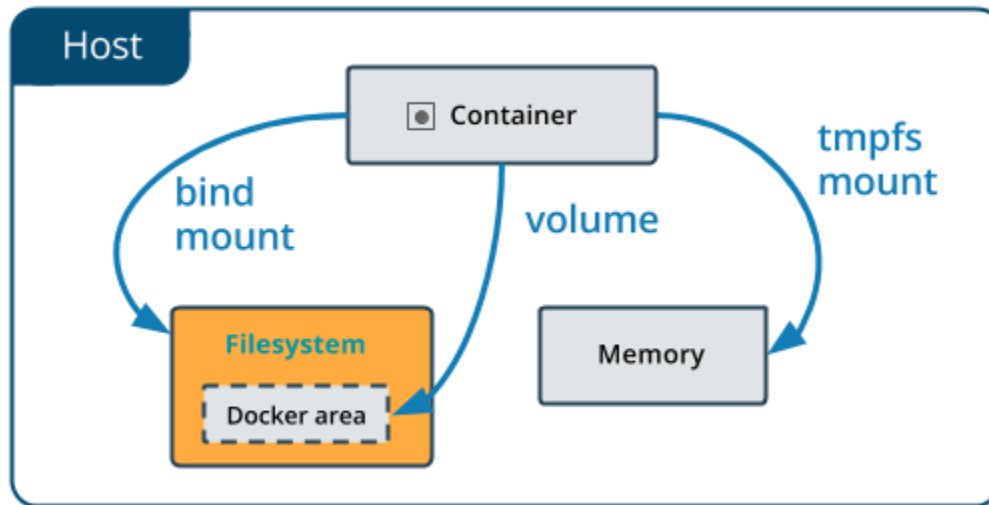 Host
Container
bind
mount
volume
tmpfs
mount
Filesystem
Docker area
Memory